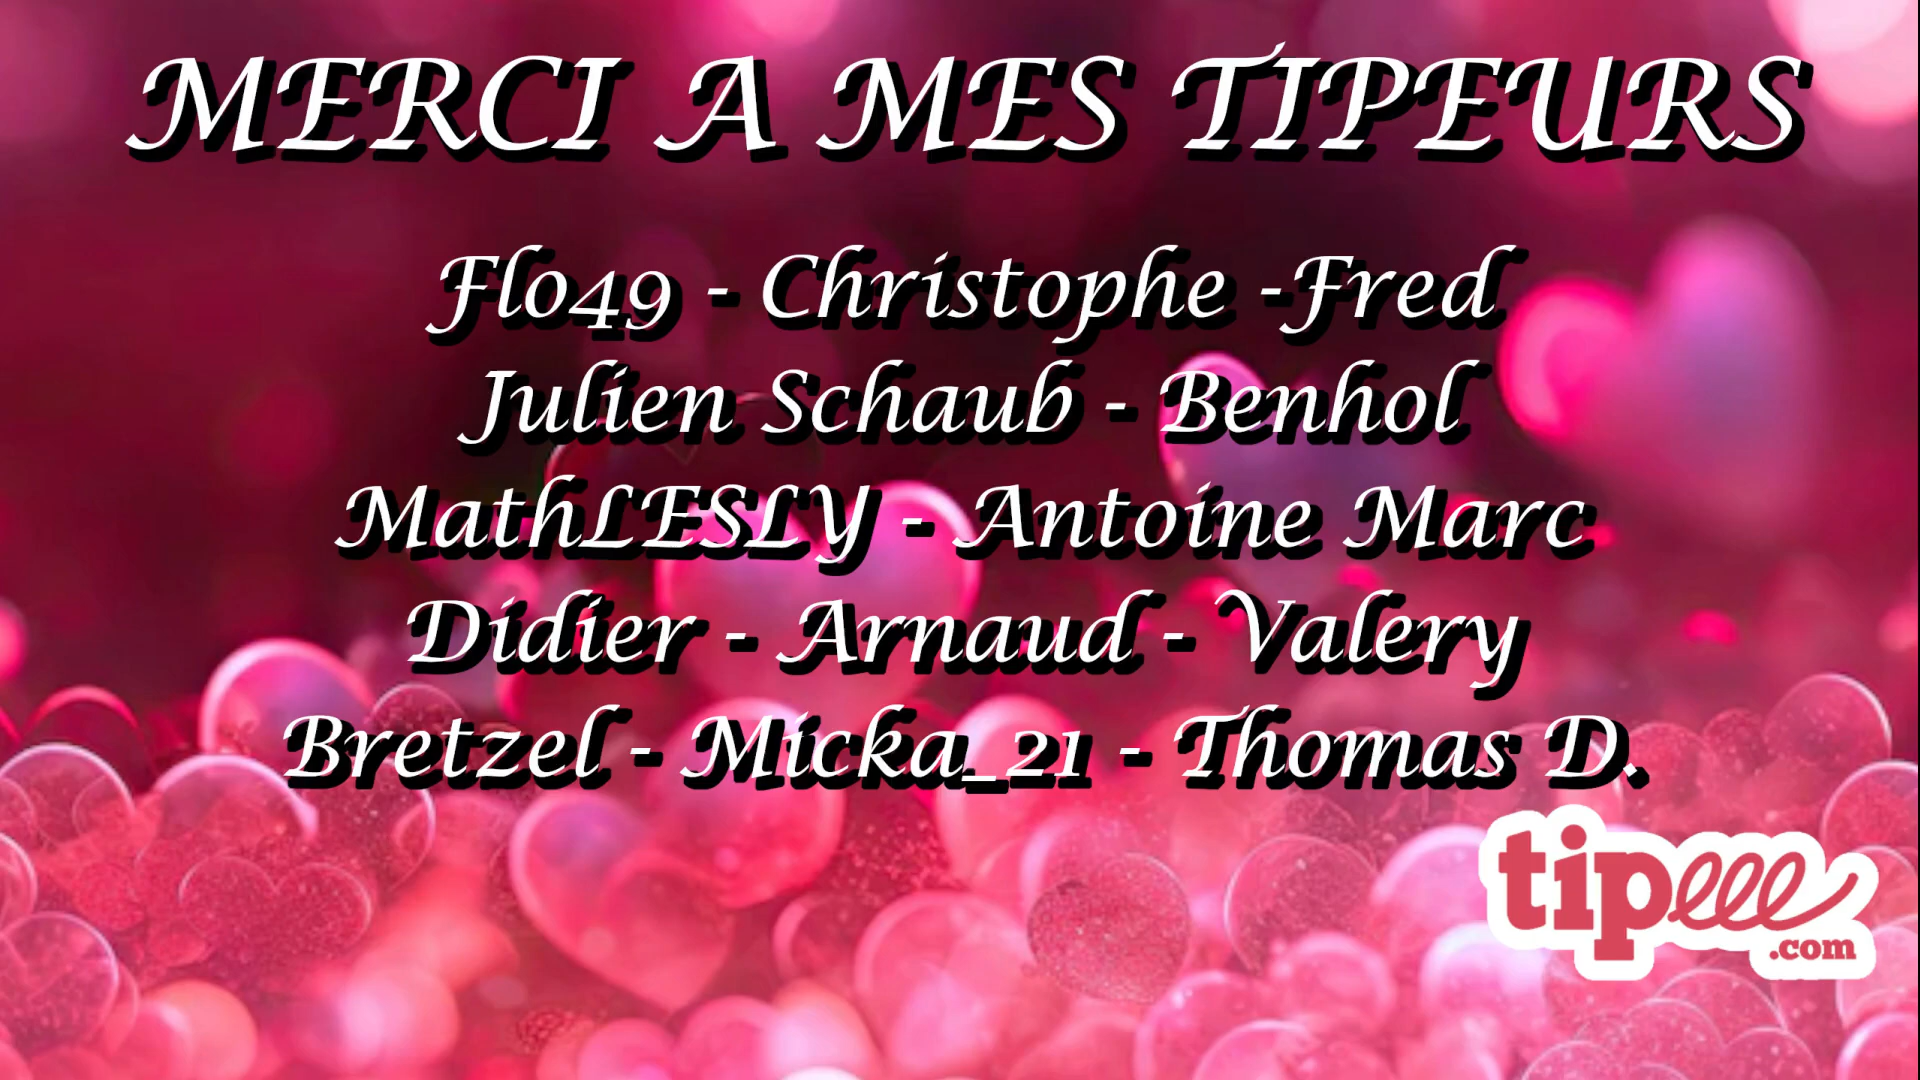 MERCI A MES TIPEURS
Flo49 - Christophe -Fred
Julien Schaub - Benhol
MathLESLY - Antoine Marc
Didier - Arnaud - Valery
Bretzel - Micka_21 - Thomas D.
tipeee
.com